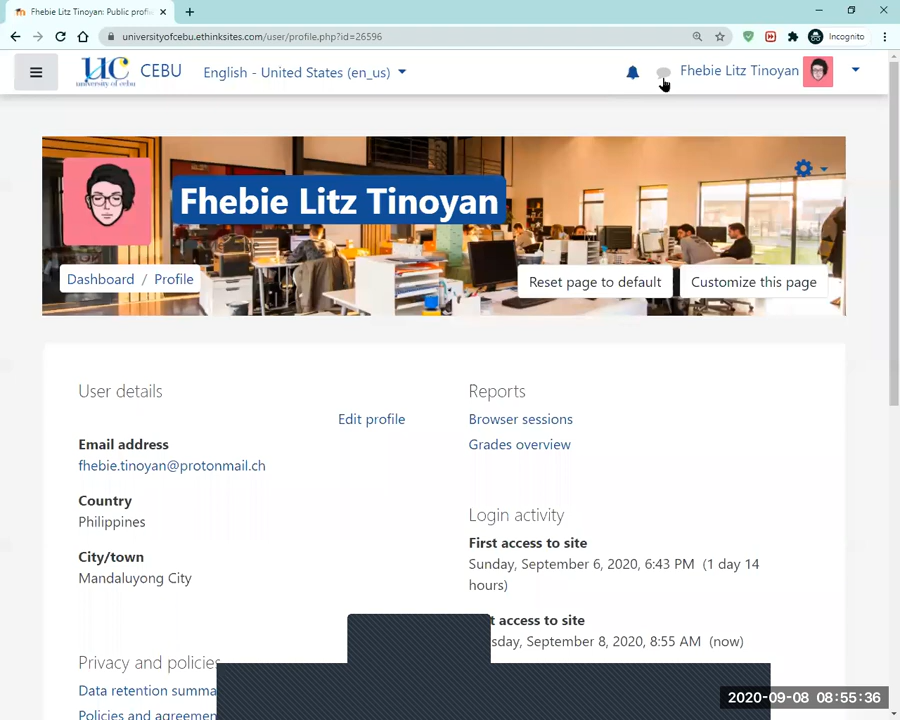 Fhebie Litz Tinoyan: Public profi
universityofcebu.ethinksites.com/user/profile.php?id=26596
Incognito
UC
university of cebu
CEBU
English - United States (en_us)
Fhebie Litz Tinoyan
Fhebie Litz Tinoyan
Dashboard / Profile
Reset page to default
Customize this page
User details
Edit profile
Email address
fhebie.tinoyan@protonmail.ch
Country
Philippines
City/town
Mandaluyong City
Privacy and policies
Data retention summa
Policies and agreemen
Reports
Browser sessions
Grades overview
Login activity
First access to site
Sunday, September 6, 2020, 6:43 PM (1 day 14
hours)
t access to site
sday, September 8, 2020, 8:55 AM (now)
2020-09-08 08:55:36